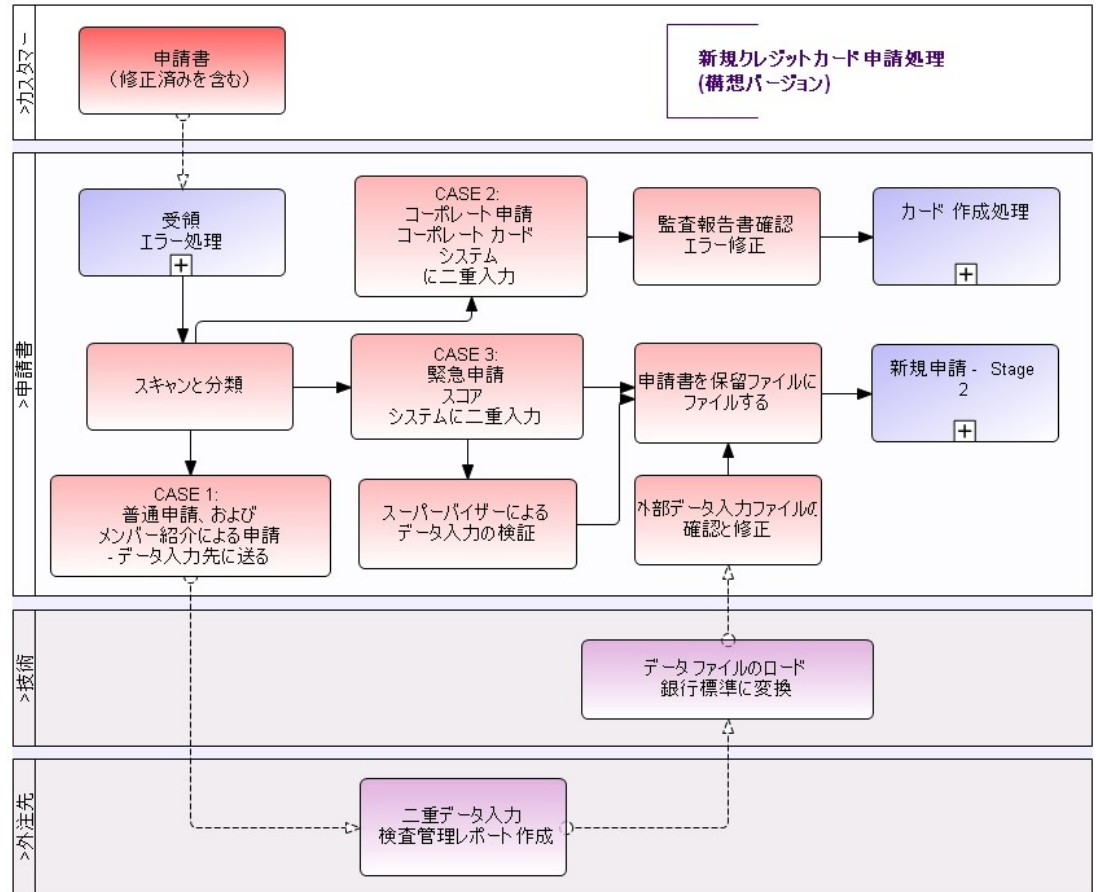 >カスタマー
申請書
（修正済みを含む）
新規クレジットカード 申請処理
(構想バージョン)
>申請書
受領
エラー処理
CASE 2:
コーポレート 申請
コーポレート カード
システム
に二重入力
監査報告書確認
エラー修正
カード 作成処理
スキャンと分類
CASE 3:
緊急申請
スコア
システムに二重入力
申請書を保留ファイルに
ファイルする
新規申請 - Stage
2
CASE 1:
普通申請、および
メンバー紹介による申請
- データ入力先に送る
スーパーバイザーによる
データ入力の検証
外部データ入力ファイルの
確認と修正
>技術
データ ファイルのロード
銀行標準に変換
>外注先
二重データ入力
検査管理レポート 作成